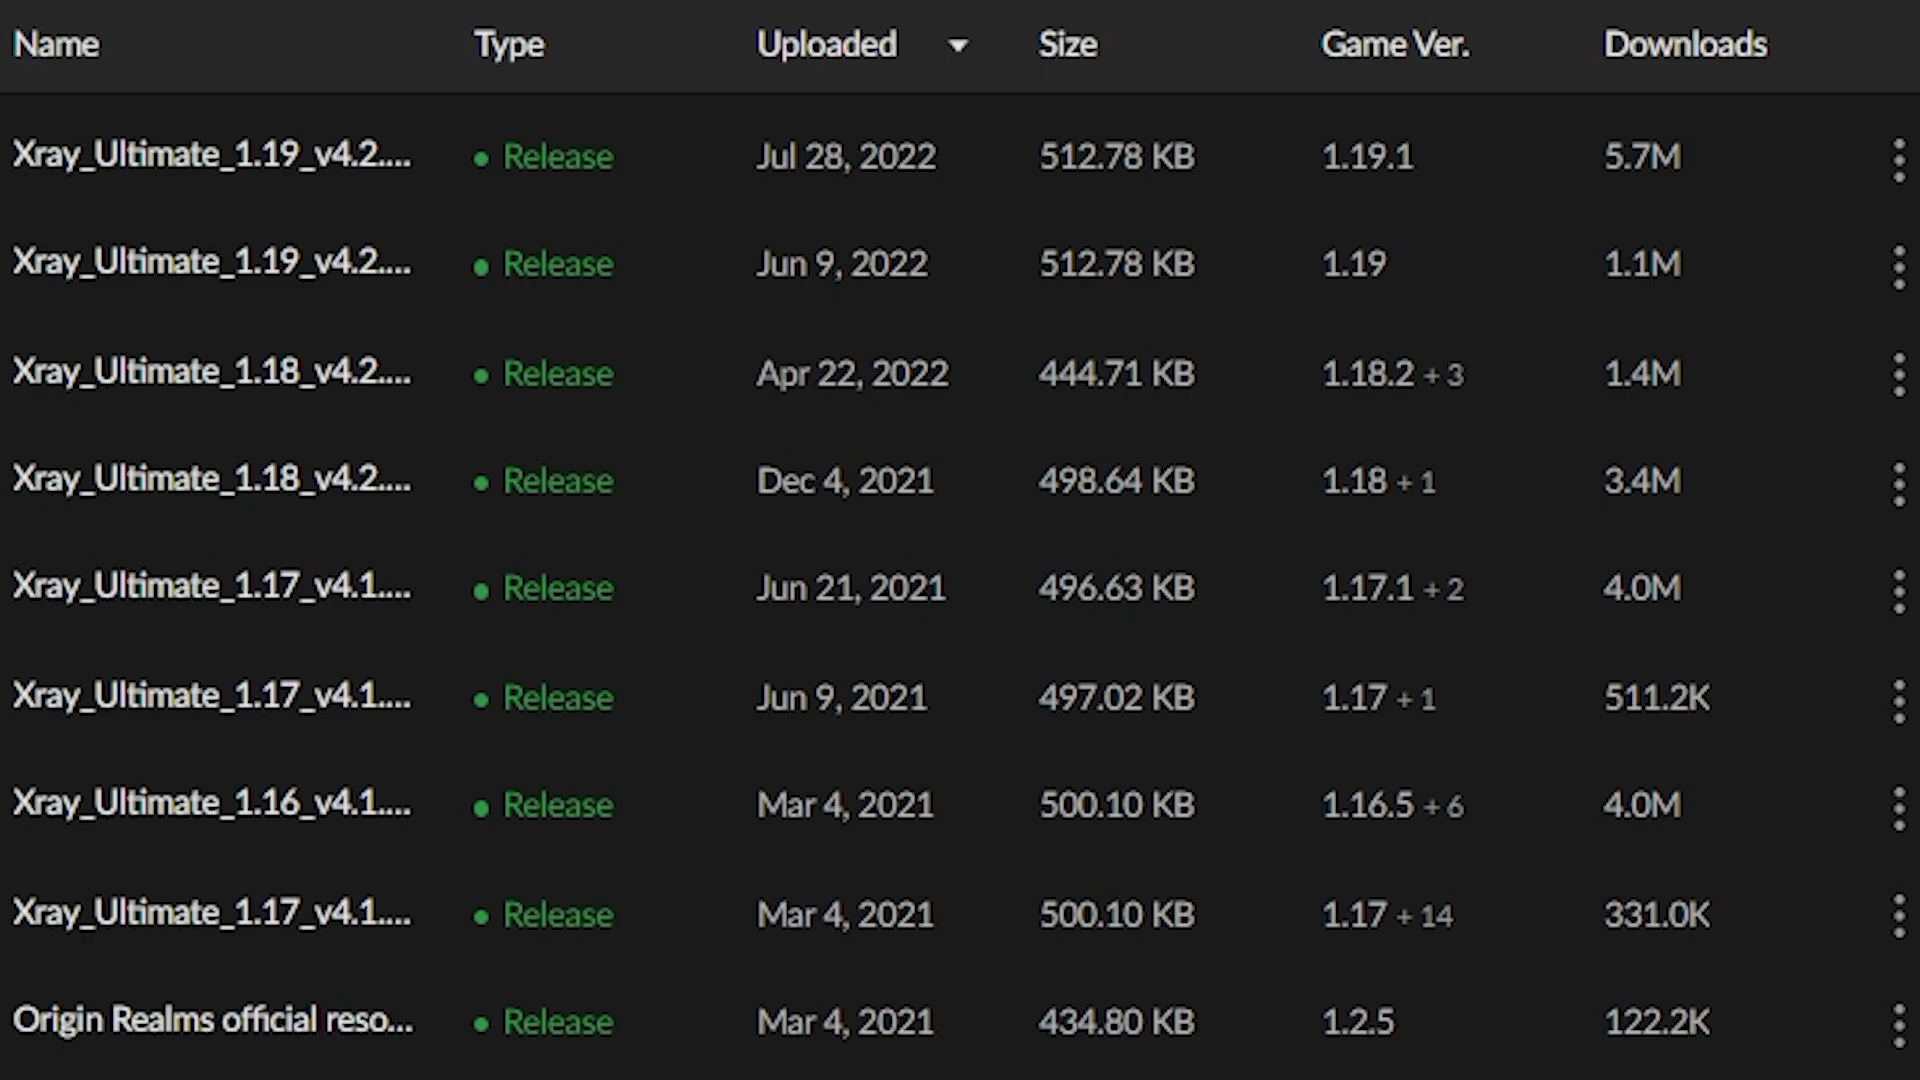 Name Type Uploaded Size Game Ver. Downloads
Xray_Ultimate_1.19_v4.2.... Release Jul 28, 2022 512.78 KB 1.19.1 5.7M
Xray_Ultimate_1.19_v4.2.... Release Jun 9, 2022 512.78 KB 1.19 1.1M
Xray_Ultimate_1.18_v4.2.... Release Apr 22, 2022 444.71 KB 1.18.2 + 3 1.4M
Xray_Ultimate_1.18_v4.2.... Release Dec 4, 2021 498.64 KB 1.18 + 1 3.4M
Xray_Ultimate_1.17_v4.1.... Release Jun 21, 2021 496.63 KB 1.17.1 + 2 4.0M
Xray_Ultimate_1.17_v4.1.... Release Jun 9, 2021 497.02 KB 1.17 + 1 511.2K
Xray_Ultimate_1.16_v4.1.... Release Mar 4, 2021 500.10 KB 1.16.5 + 6 4.0M
Xray_Ultimate_1.17_v4.1.... Release Mar 4, 2021 500.10 KB 1.17 + 14 331.0K
Origin Realms official reso... Release Mar 4, 2021 434.80 KB 1.2.5 122.2K